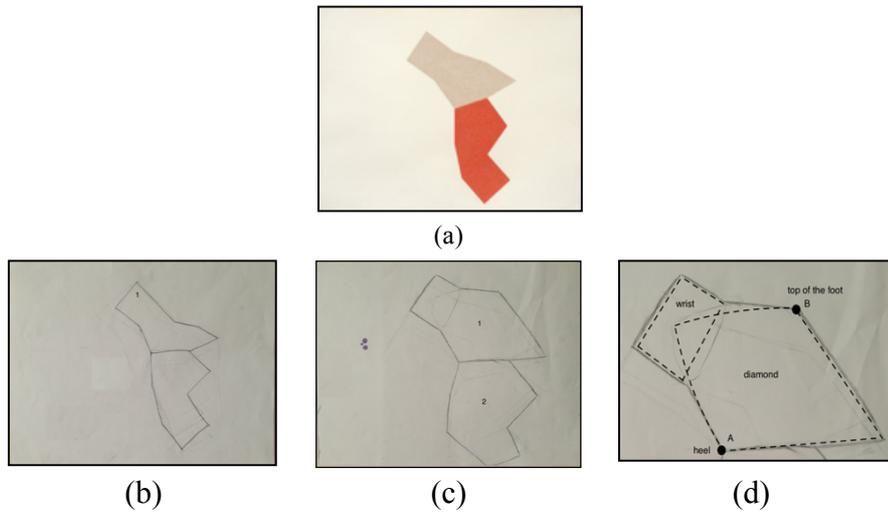 (a)
1
1
2
top of the foot
B
wrist
diamond
A
heel
(b)
(c)
(d)